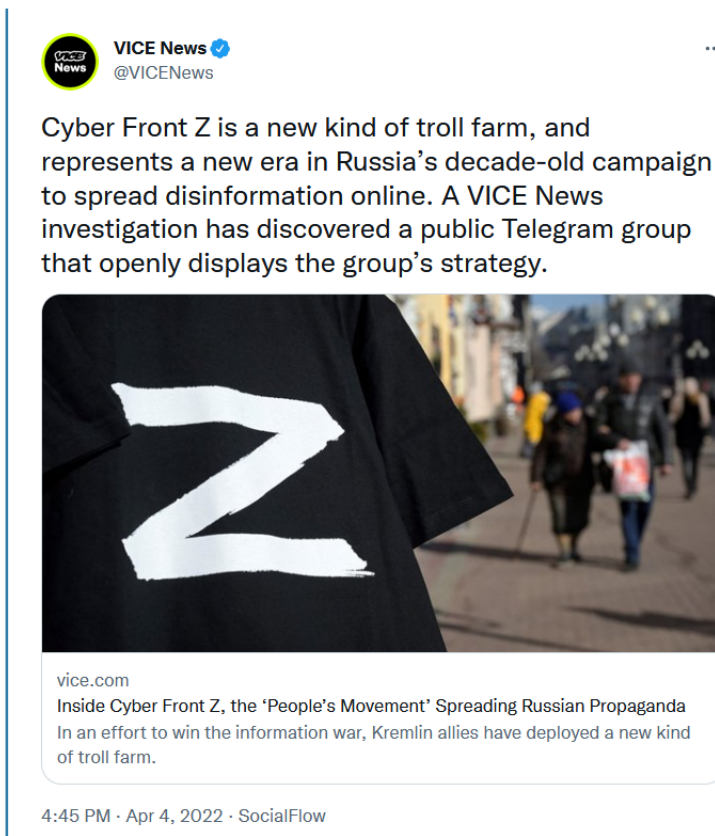 VICE News
VICE News
@VICENews
Cyber Front Z is a new kind of troll farm, and
represents a new era in Russia’s decade-old campaign
to spread disinformation online. A VICE News
investigation has discovered a public Telegram group
that openly displays the group’s strategy.
Z
vice.com
Inside Cyber Front Z, the ‘People’s Movement’ Spreading Russian Propaganda
In an effort to win the information war, Kremlin allies have deployed a new kind
of troll farm.
4:45 PM · Apr 4, 2022 · SocialFlow